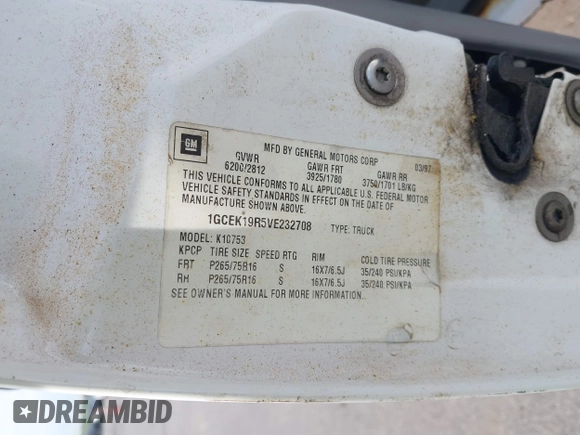 GM
MFD BY GENERAL MOTORS CORP 03/97
GVWR GAWR FRT GAWR RR
6200/2812 3925/1780 3750/1701 LB/KG
THIS VEHICLE CONFORMS TO ALL APPLICABLE U.S. FEDERAL MOTOR
VEHICLE SAFETY STANDARDS IN EFFECT ON THE DATE OF
MANUFACTURE SHOWN ABOVE.
1GCEK19R5VE232708 TYPE: TRUCK
MODEL: K10753
KPCP TIRE SIZE SPEED RTG RIM COLD TIRE PRESSURE
FRT P265/75R16 S 16X7/6.5J 35/240 PSI/KPA
RH P265/75R16 S 16X7/6.5J 35/240 PSI/KPA
SEE OWNER'S MANUAL FOR MORE INFORMATION.
DREAMBID